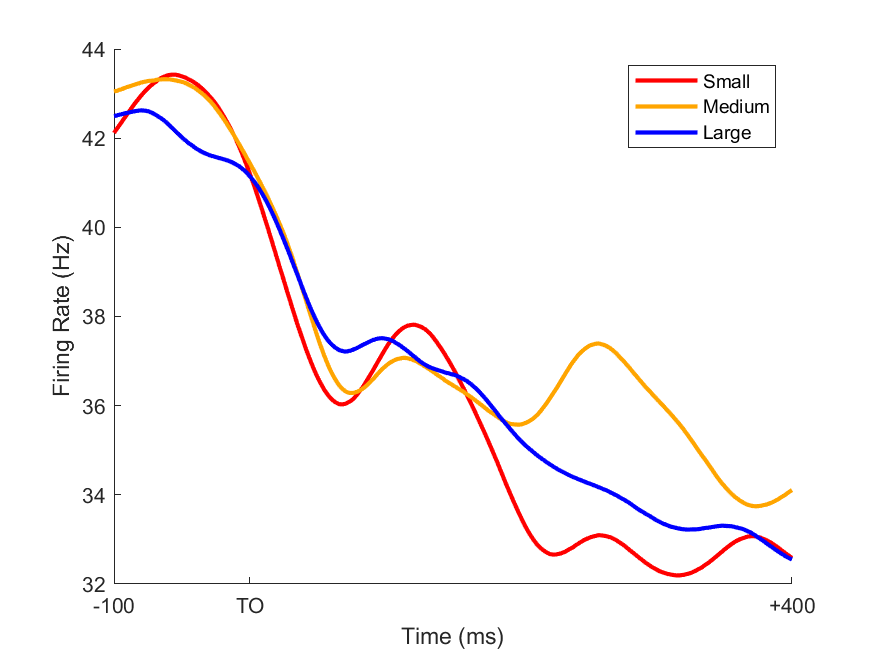 44
42
40
38
36
34
32
Firing Rate (Hz)
Small
Medium
Large
-100
TO
+400
Time (ms)